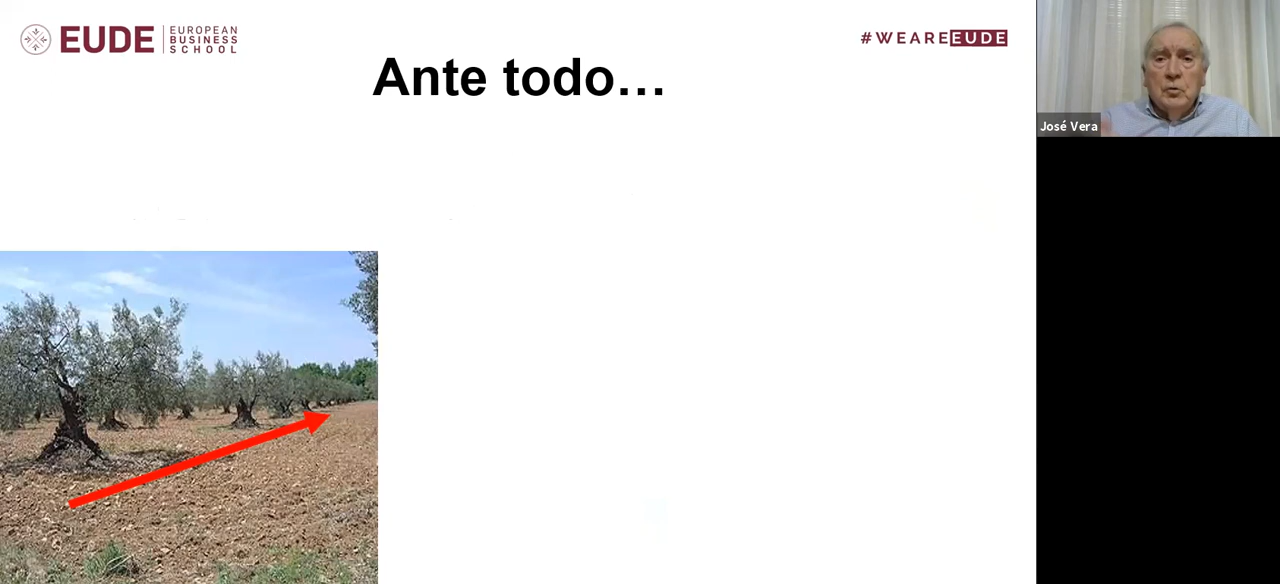 EUDE
EUROPEAN
BUSINESS
SCHOOL
#WEAREEUDE
Ante todo...
José Vera